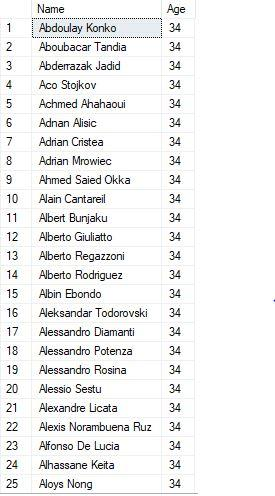 Name Age
1 Abdoulay Konko 34
2 Aboubacar Tandia 34
3 Abderrazak Jadid 34
4 Aco Stojkov 34
5 Achmed Ahahaoui 34
6 Adnan Alisic 34
7 Adrian Cristea 34
8 Adrian Mrowiec 34
9 Ahmed Saied Okka 34
10 Alain Cantareil 34
11 Albert Bunjaku 34
12 Alberto Giuliatto 34
13 Alberto Regazzoni 34
14 Alberto Rodriguez 34
15 Albin Ebondo 34
16 Aleksandar Todorovski 34
17 Alessandro Diamanti 34
18 Alessandro Potenza 34
19 Alessandro Rosina 34
20 Alessio Sestu 34
21 Alexandre Licata 34
22 Alexis Norambuena Ruz 34
23 Alfonso De Lucia 34
24 Alhassane Keita 34
25 Aloys Nong 34